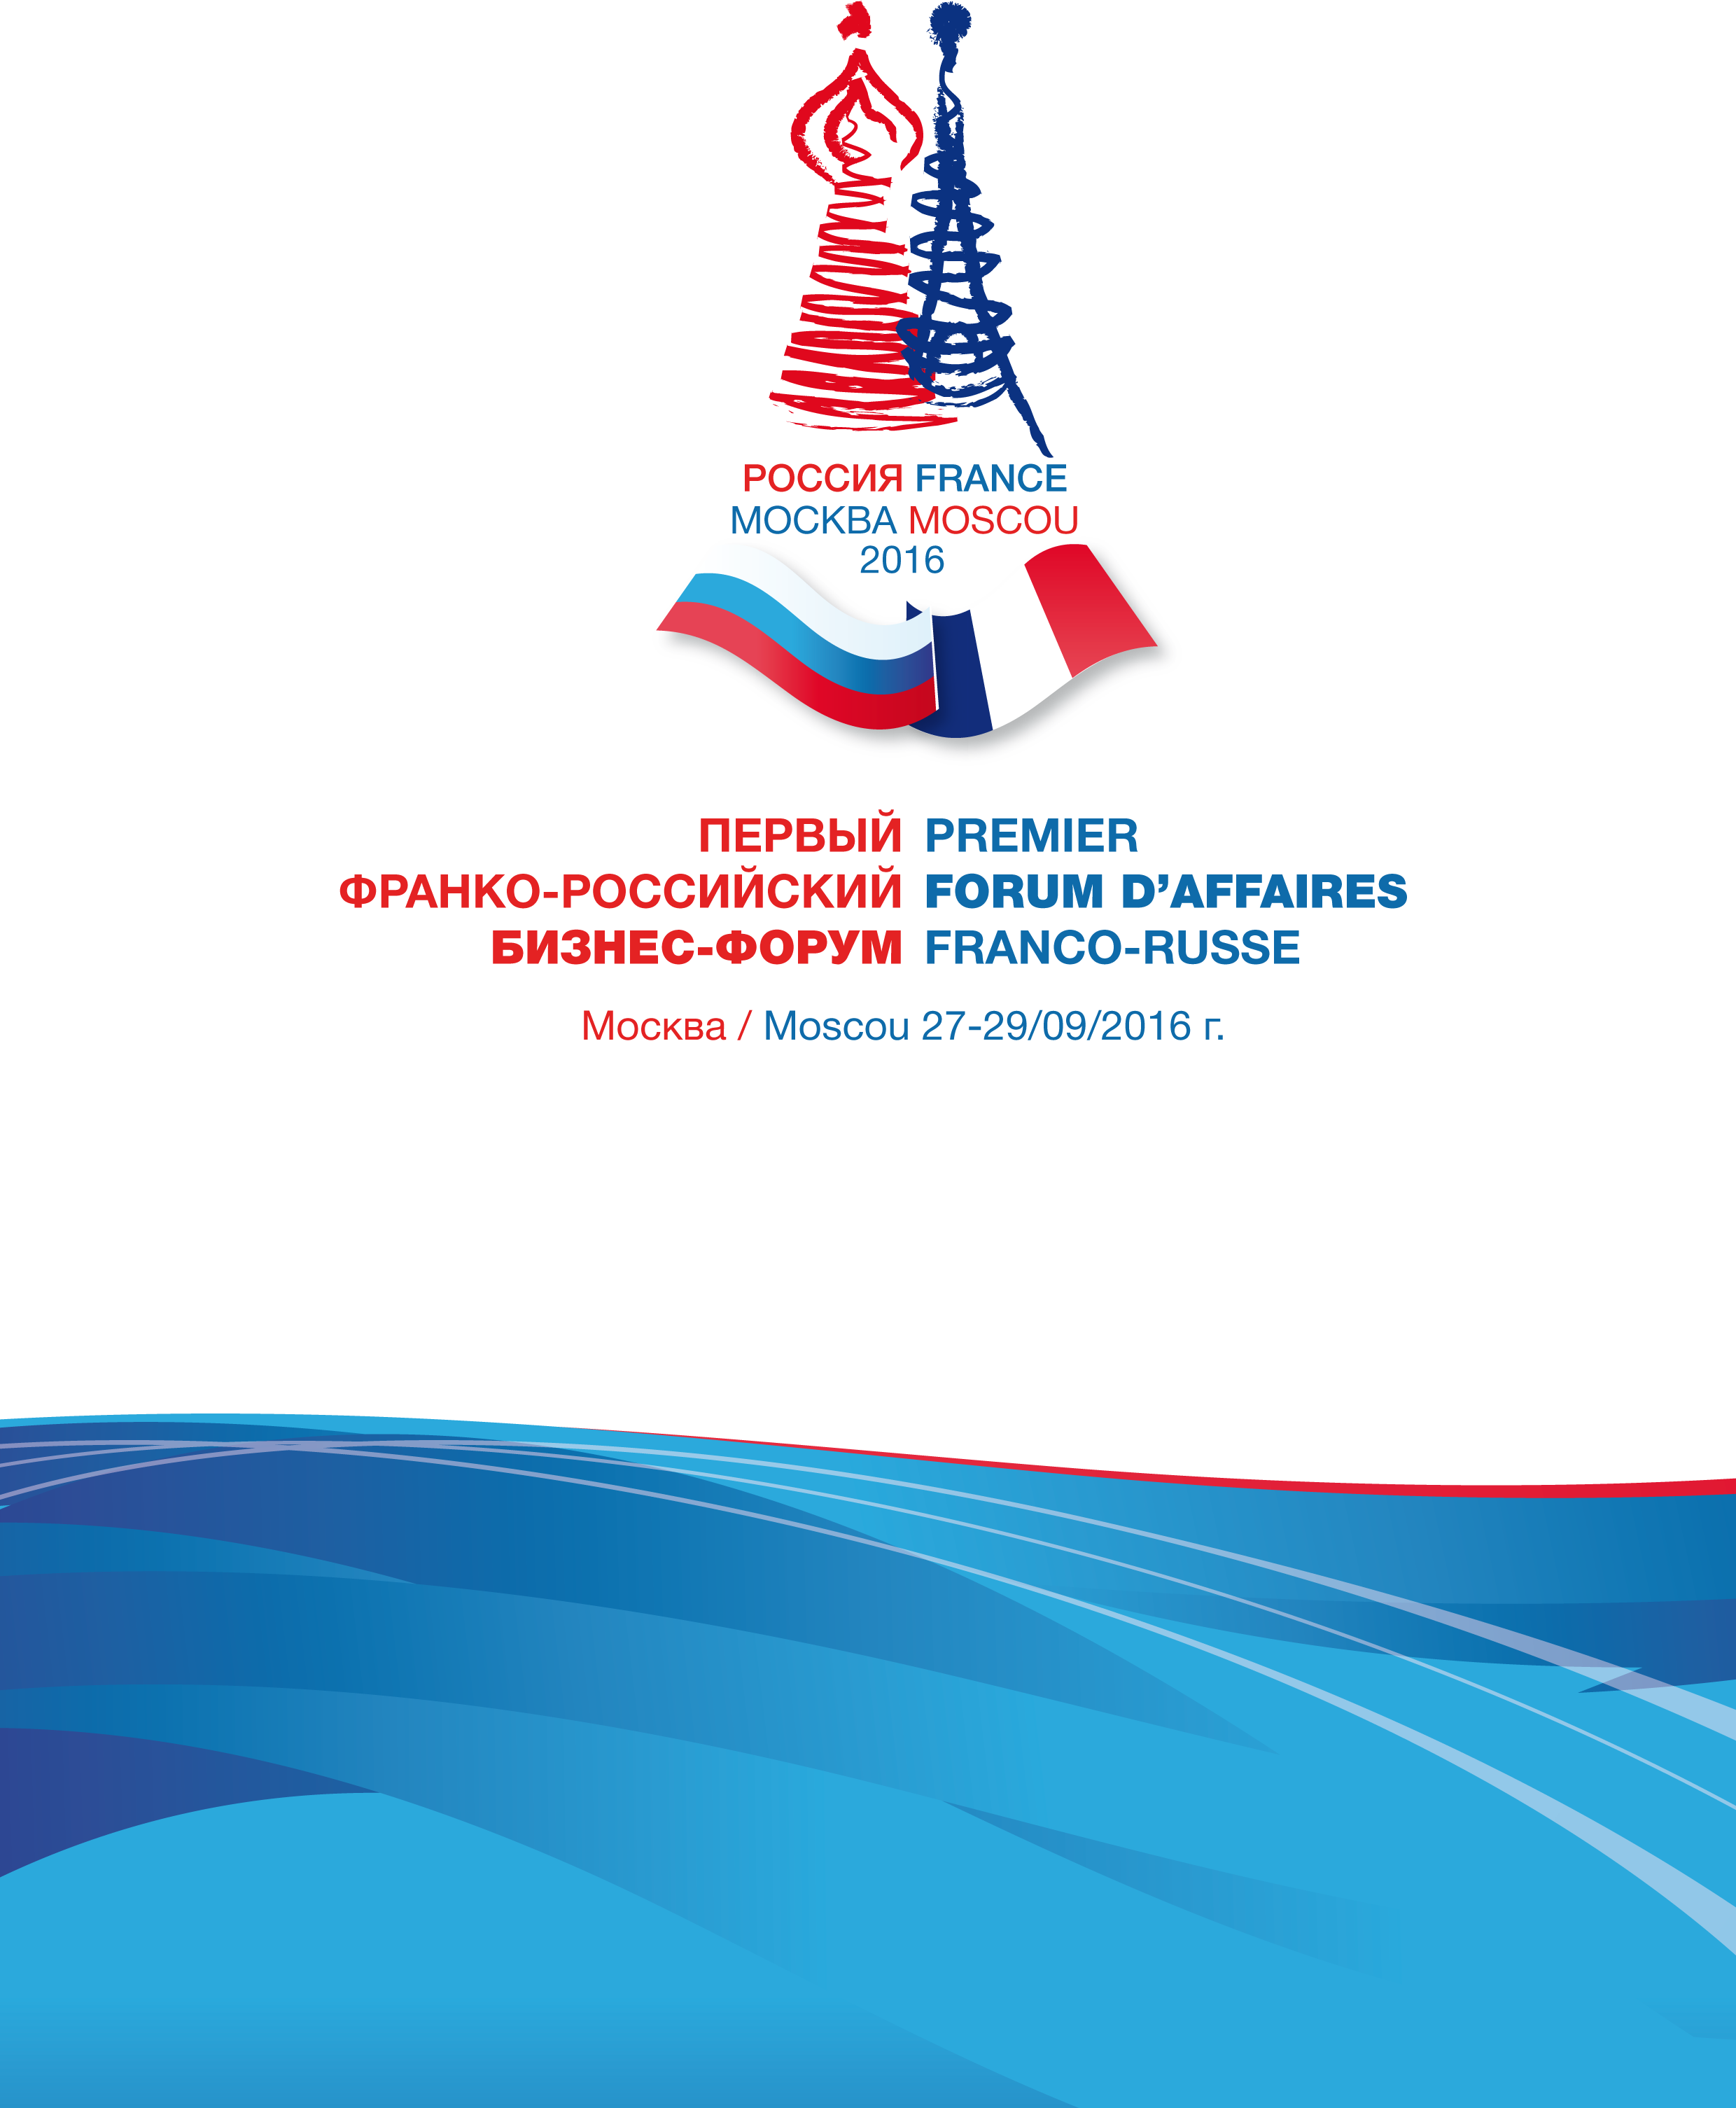 РОССИЯ FRANCE
МОСКВА MOSCOU
2016
ПЕРВЫЙ PREMIER
ФРАНКО-РОССИЙСКИЙ FORUM D’AFFAIRES
БИЗНЕС-ФОРУМ FRANCO-RUSSE
Москва / Moscou 27-29/09/2016 г.